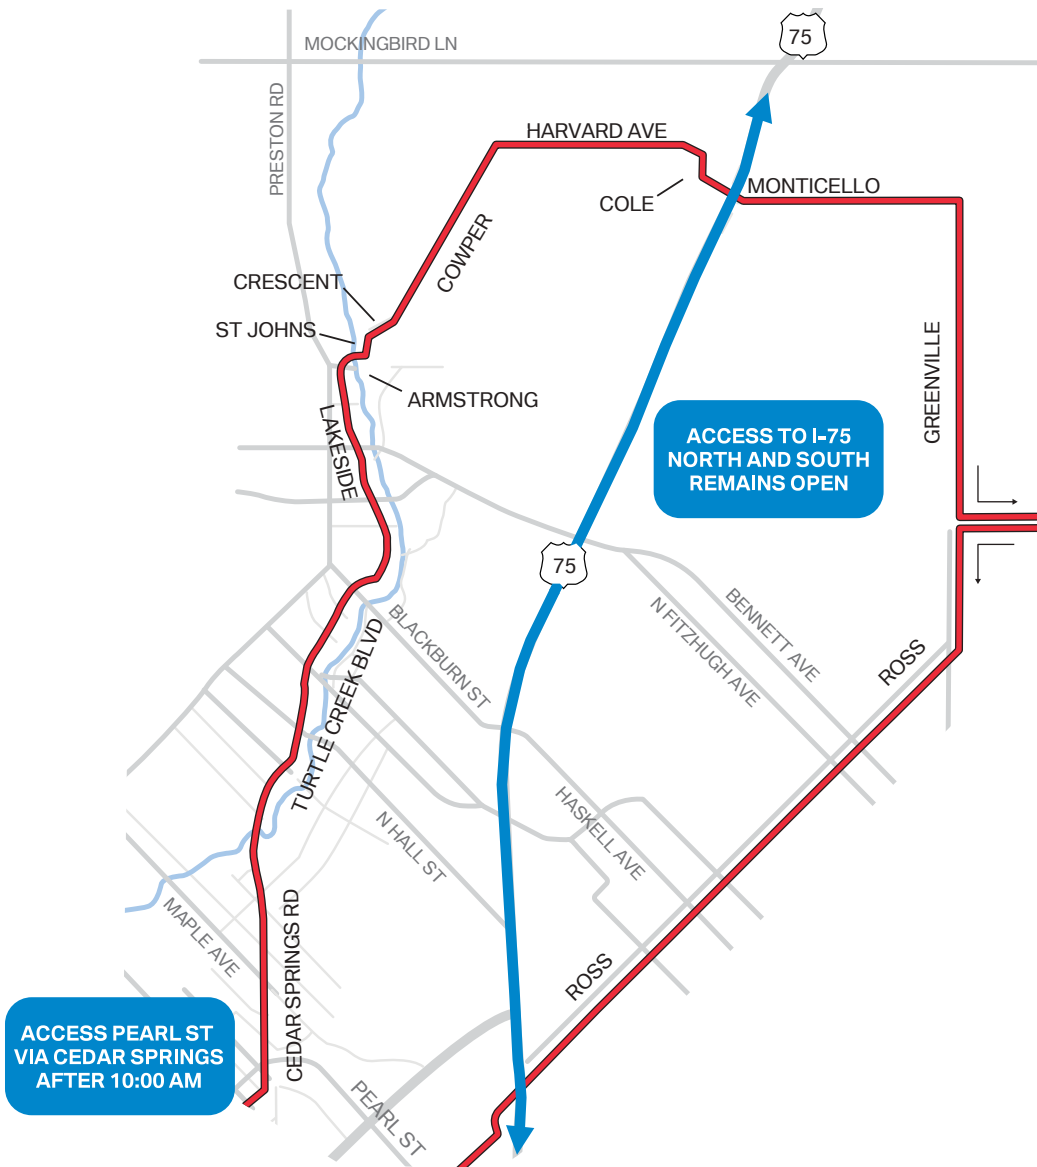 75
MOCKINGBIRD LN
PRESTON RD
HARVARD AVE
MONTICELLO
COLE
COWPER
CRESCENT
ST JOHNS
ARMSTRONG
GREENVILLE
LAKESIDE
ACCESS TO I-75
NORTH AND SOUTH
REMAINS OPEN
75
BENNETT AVE
N FITZHUGH AVE
BLACKBURN ST
TURTLE CREEK BLVD
ROSS
HASKELL AVE
N HALL ST
MAPLE AVE
CEDAR SPRINGS RD
ROSS
ACCESS PEARL ST
VIA CEDAR SPRINGS
AFTER 10:00 AM
PEARL ST